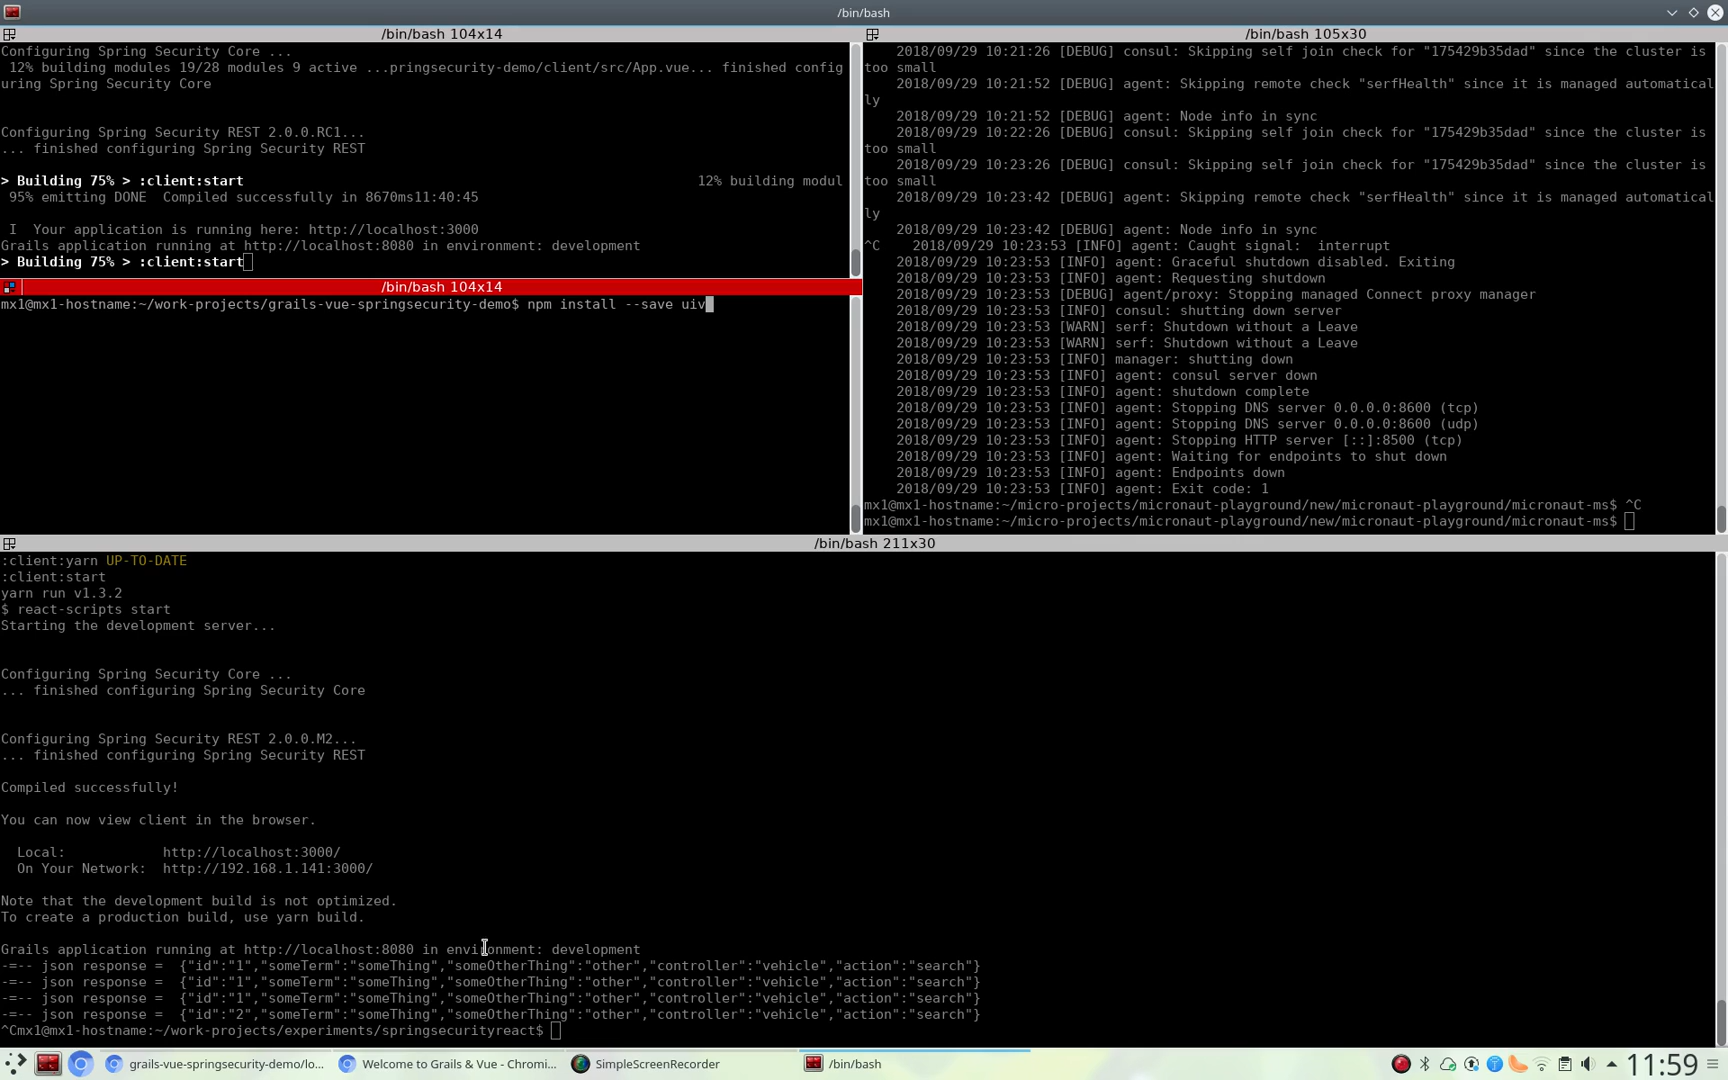 /bin/bash
/bin/bash 104x14
Configuring Spring Security Core ...
12% building modules 19/28 modules 9 active ...pringsecurity-demo/client/src/App.vue... finished config
uring Spring Security Core
Configuring Spring Security REST 2.0.0.RC1...
... finished configuring Spring Security REST
> Building 75% > :client:start 12% building modul
95% emitting DONE  Compiled successfully in 8670ms11:40:45
I  Your application is running here: http://localhost:3000
Grails application running at http://localhost:8080 in environment: development
> Building 75% > :client:start
/bin/bash 104x14
mx1@mx1-hostname:~/work-projects/grails-vue-springsecurity-demo$ npm install --save uiv
/bin/bash 105x30
2018/09/29 10:21:26 [DEBUG] consul: Skipping self join check for "175429b35dad" since the cluster is
too small
2018/09/29 10:21:52 [DEBUG] agent: Skipping remote check "serfHealth" since it is managed automatical
ly
2018/09/29 10:21:52 [DEBUG] agent: Node info in sync
2018/09/29 10:22:26 [DEBUG] consul: Skipping self join check for "175429b35dad" since the cluster is
too small
2018/09/29 10:23:26 [DEBUG] consul: Skipping self join check for "175429b35dad" since the cluster is
too small
2018/09/29 10:23:42 [DEBUG] agent: Skipping remote check "serfHealth" since it is managed automatical
ly
2018/09/29 10:23:42 [DEBUG] agent: Node info in sync
^C    2018/09/29 10:23:53 [INFO] agent: Caught signal:  interrupt
2018/09/29 10:23:53 [INFO] agent: Graceful shutdown disabled. Exiting
2018/09/29 10:23:53 [INFO] agent: Requesting shutdown
2018/09/29 10:23:53 [DEBUG] agent/proxy: Stopping managed Connect proxy manager
2018/09/29 10:23:53 [INFO] consul: shutting down server
2018/09/29 10:23:53 [WARN] serf: Shutdown without a Leave
2018/09/29 10:23:53 [WARN] serf: Shutdown without a Leave
2018/09/29 10:23:53 [INFO] manager: shutting down
2018/09/29 10:23:53 [INFO] agent: consul server down
2018/09/29 10:23:53 [INFO] agent: shutdown complete
2018/09/29 10:23:53 [INFO] agent: Stopping DNS server 0.0.0.0:8600 (tcp)
2018/09/29 10:23:53 [INFO] agent: Stopping DNS server 0.0.0.0:8600 (udp)
2018/09/29 10:23:53 [INFO] agent: Stopping HTTP server [::]:8500 (tcp)
2018/09/29 10:23:53 [INFO] agent: Waiting for endpoints to shut down
2018/09/29 10:23:53 [INFO] agent: Endpoints down
2018/09/29 10:23:53 [INFO] agent: Exit code: 1
mx1@mx1-hostname:~/micro-projects/micronaut-playground/new/micronaut-playground/micronaut-ms$ ^C
mx1@mx1-hostname:~/micro-projects/micronaut-playground/new/micronaut-playground/micronaut-ms$
/bin/bash 211x30
:client:yarn UP-TO-DATE
:client:start
yarn run v1.3.2
$ react-scripts start
Starting the development server...
Configuring Spring Security Core ...
... finished configuring Spring Security Core
Configuring Spring Security REST 2.0.0.M2...
... finished configuring Spring Security REST
Compiled successfully!
You can now view client in the browser.
Local:            http://localhost:3000/
On Your Network:  http://192.168.1.141:3000/
Note that the development build is not optimized.
To create a production build, use yarn build.
Grails application running at http://localhost:8080 in environment: development
-=-- json response =  {"id":"1","someTerm":"someThing","someOtherThing":"other","controller":"vehicle","action":"search"}
-=-- json response =  {"id":"1","someTerm":"someThing","someOtherThing":"other","controller":"vehicle","action":"search"}
-=-- json response =  {"id":"1","someTerm":"someThing","someOtherThing":"other","controller":"vehicle","action":"search"}
-=-- json response =  {"id":"2","someTerm":"someThing","someOtherThing":"other","controller":"vehicle","action":"search"}
^Cmx1@mx1-hostname:~/work-projects/experiments/springsecurityreact$
grails-vue-springsecurity-demo/lo...
Welcome to Grails & Vue - Chromi...
SimpleScreenRecorder
/bin/bash
11:59